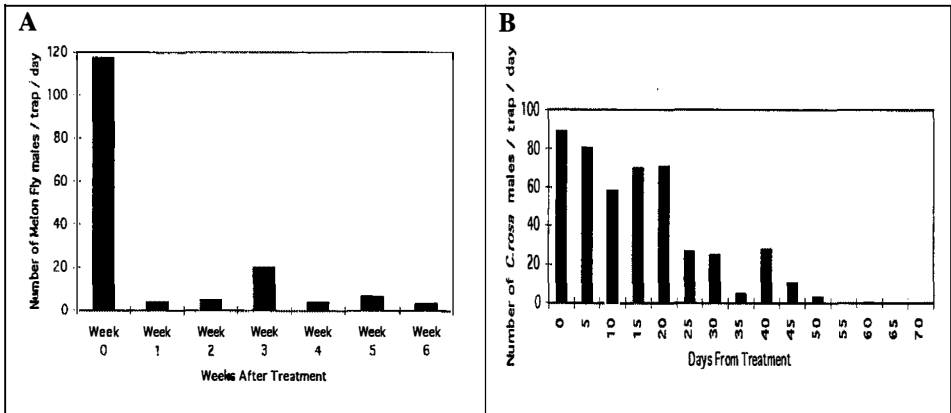 A
Number of Melon Fly males / trap / day
120
100
80
60
40
20
0
Week Week Week Week Week Week Week
0 1 2 3 4 5 6
Weeks After Treatment
B
Number of C.rosa males / trap / day
100
80
60
40
20
0
0 5 10 15 20 25 30 35 40 45 50 55 60 65 70
Days From Treatment